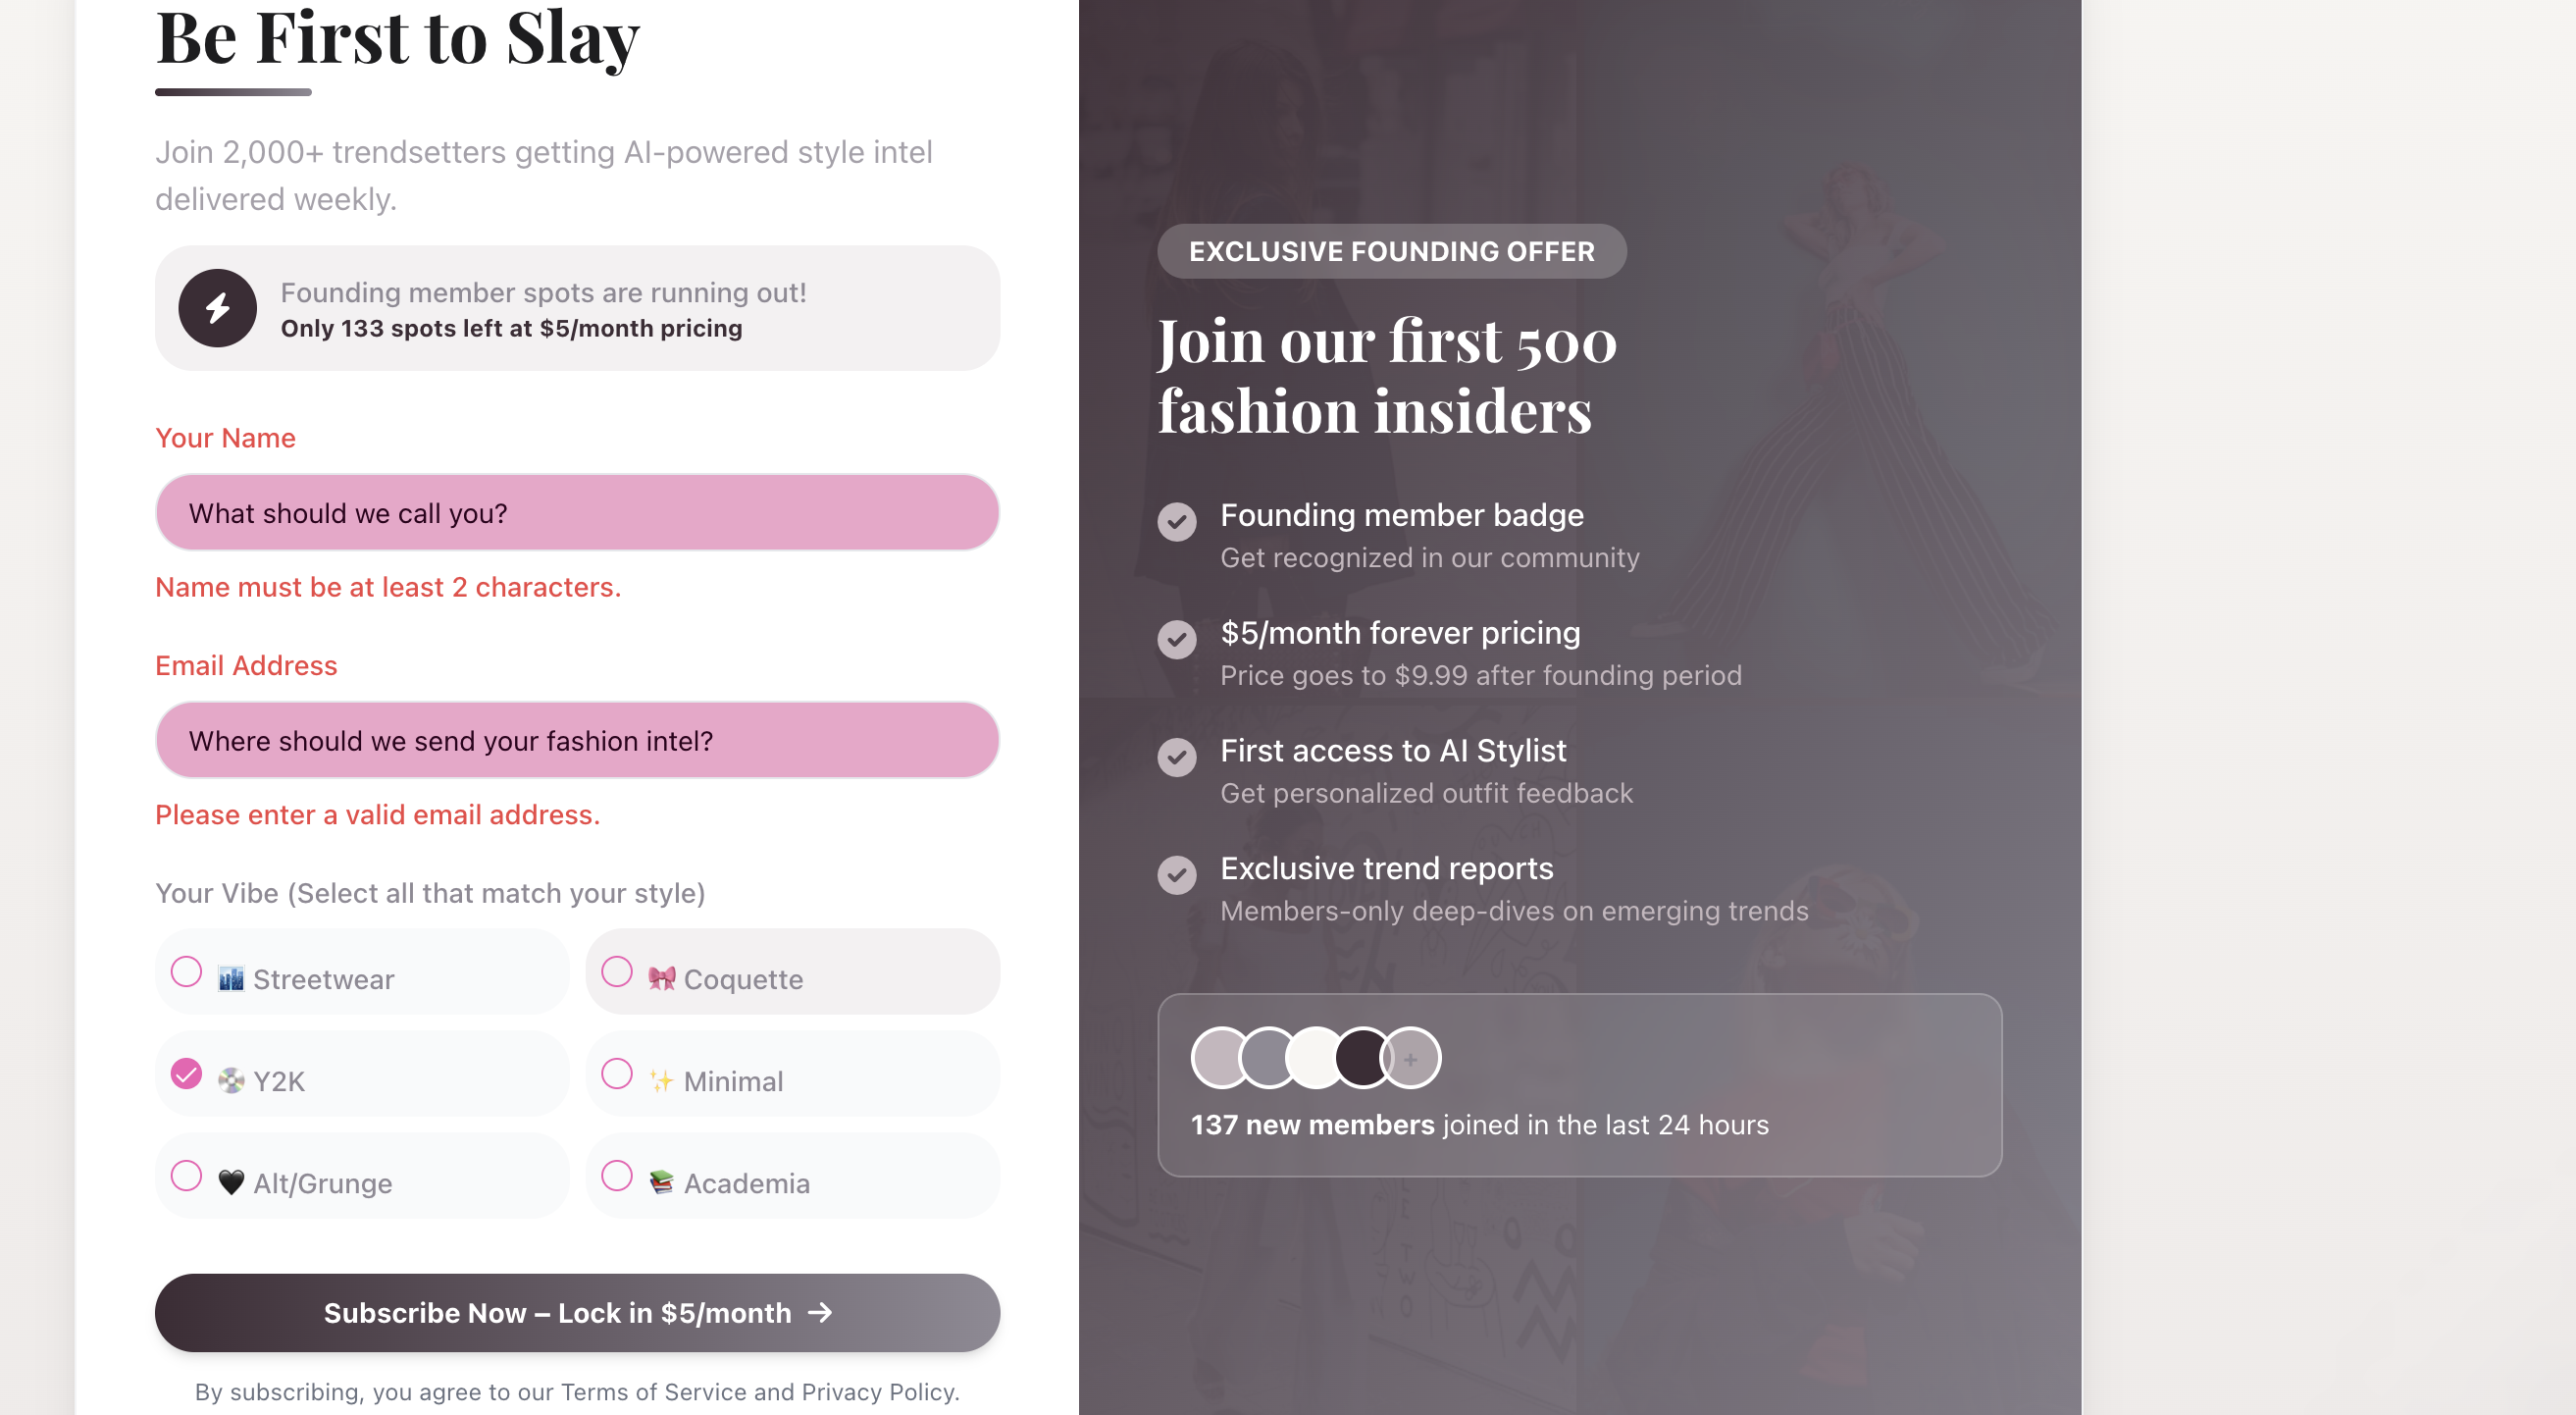 Be First to Slay
Join 2,000+ trendsetters getting AI-powered style intel
delivered weekly.
Founding member spots are running out!
Only 133 spots left at $5/month pricing
Your Name
What should we call you?
Name must be at least 2 characters.
Email Address
Where should we send your fashion intel?
Please enter a valid email address.
Your Vibe (Select all that match your style)
🏙️ Streetwear
🎀 Coquette
💿 Y2K
✨ Minimal
🖤 Alt/Grunge
📚 Academia
Subscribe Now – Lock in $5/month →
By subscribing, you agree to our Terms of Service and Privacy Policy.
EXCLUSIVE FOUNDING OFFER
Join our first 500
fashion insiders
Founding member badge
Get recognized in our community
$5/month forever pricing
Price goes to $9.99 after founding period
First access to AI Stylist
Get personalized outfit feedback
Exclusive trend reports
Members-only deep-dives on emerging trends
+
137 new members joined in the last 24 hours